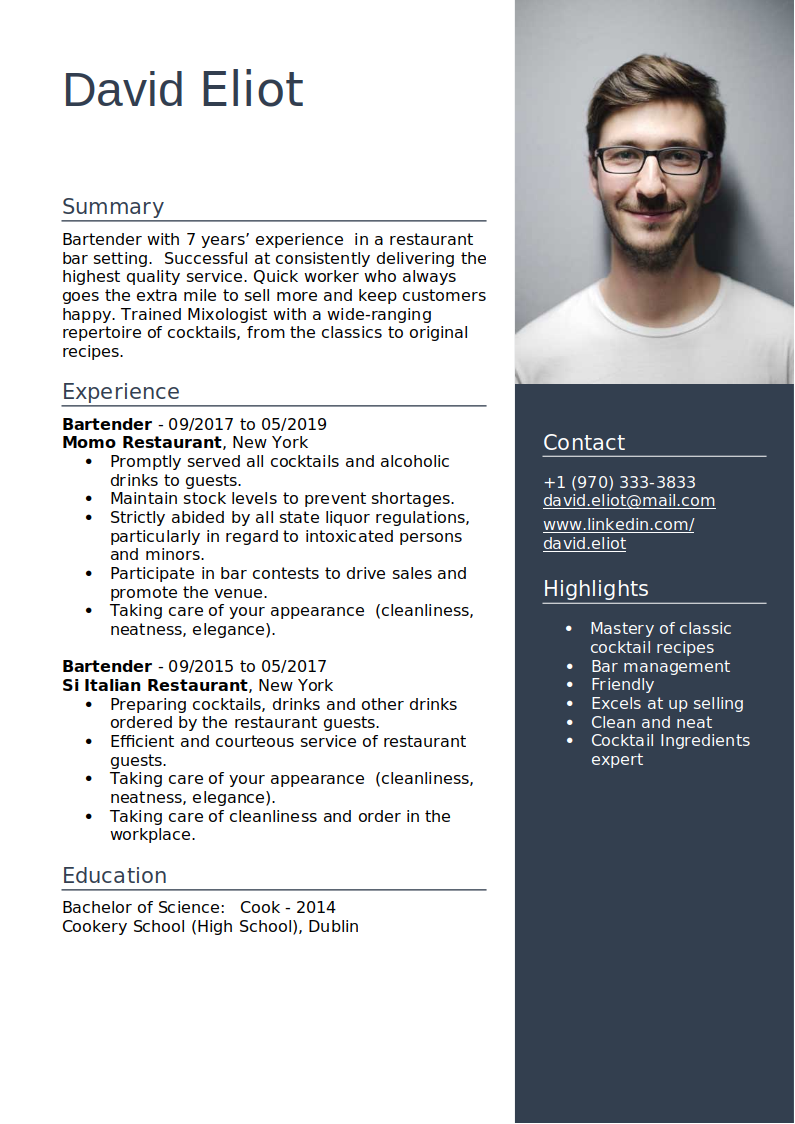 David Eliot
Summary
Bartender with 7 years’ experience  in a restaurant
bar setting.  Successful at consistently delivering the
highest quality service. Quick worker who always
goes the extra mile to sell more and keep customers
happy. Trained Mixologist with a wide-ranging
repertoire of cocktails, from the classics to original
recipes.
Experience
Bartender - 09/2017 to 05/2019
Momo Restaurant, New York
• Promptly served all cocktails and alcoholic
drinks to guests.
• Maintain stock levels to prevent shortages.
• Strictly abided by all state liquor regulations,
particularly in regard to intoxicated persons
and minors.
• Participate in bar contests to drive sales and
promote the venue.
• Taking care of your appearance  (cleanliness,
neatness, elegance).
Bartender - 09/2015 to 05/2017
Si Italian Restaurant, New York
• Preparing cocktails, drinks and other drinks
ordered by the restaurant guests.
• Efficient and courteous service of restaurant
guests.
• Taking care of your appearance  (cleanliness,
neatness, elegance).
• Taking care of cleanliness and order in the
workplace.
Education
Bachelor of Science:   Cook - 2014
Cookery School (High School), Dublin
Contact
+1 (970) 333-3833
david.eliot@mail.com
www.linkedin.com/
david.eliot
Highlights
• Mastery of classic
cocktail recipes
• Bar management
• Friendly
• Excels at up selling
• Clean and neat
• Cocktail Ingredients
expert